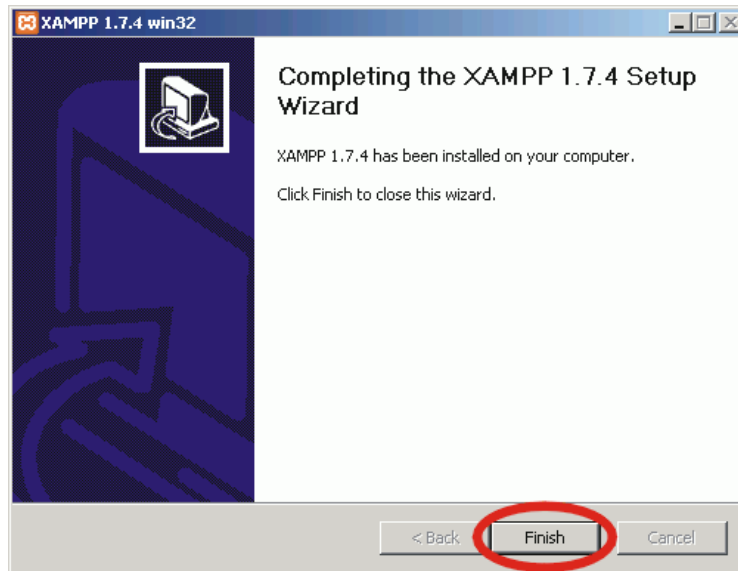 XAMPP 1.7.4 win32
Completing the XAMPP 1.7.4 Setup
Wizard
XAMPP 1.7.4 has been installed on your computer.
Click Finish to close this wizard.
< Back
Finish
Cancel